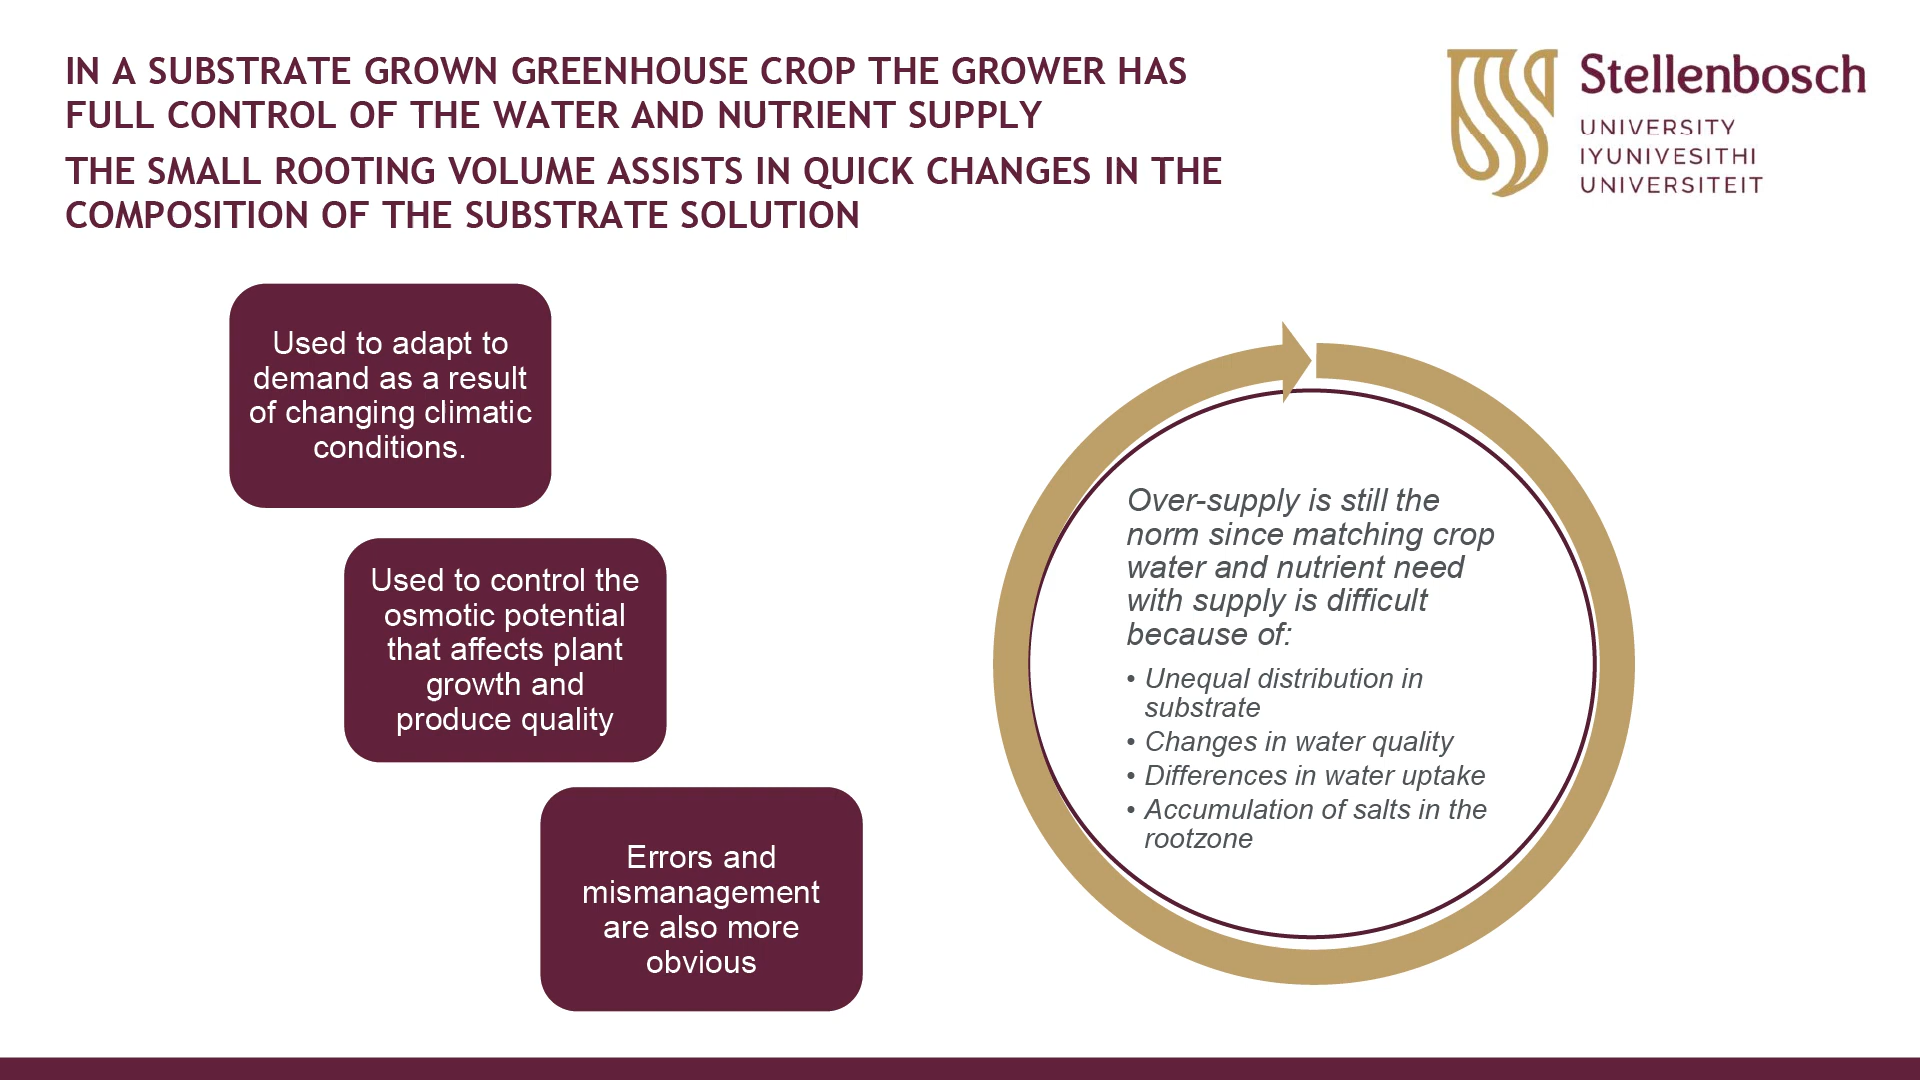 IN A SUBSTRATE GROWN GREENHOUSE CROP THE GROWER HAS
FULL CONTROL OF THE WATER AND NUTRIENT SUPPLY
THE SMALL ROOTING VOLUME ASSISTS IN QUICK CHANGES IN THE
COMPOSITION OF THE SUBSTRATE SOLUTION
Stellenbosch
UNIVERSITY
IYUNIVESITHI
UNIVERSITEIT
Used to adapt to
demand as a result
of changing climatic
conditions.
Used to control the
osmotic potential
that affects plant
growth and
produce quality
Errors and
mismanagement
are also more
obvious
Over-supply is still the
norm since matching crop
water and nutrient need
with supply is difficult
because of:
• Unequal distribution in
substrate
• Changes in water quality
• Differences in water uptake
• Accumulation of salts in the
rootzone